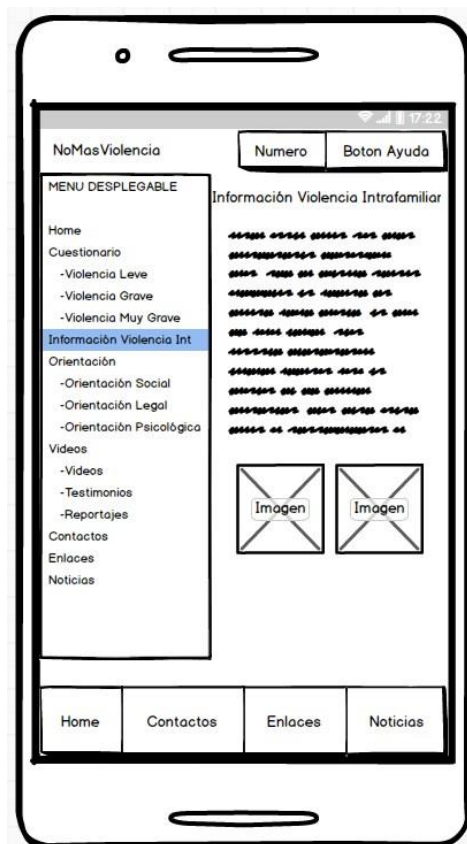 17:22
NoMasViolencia
Numero
Boton Ayuda
MENU DESPLEGABLE
Home
Cuestionario
-Violencia Leve
-Violencia Grave
-Violencia Muy Grave
Información Violencia Int
Orientación
-Orientación Social
-Orientación Legal
-Orientación Psicológica
Videos
-Videos
-Testimonios
-Reportajes
Contactos
Enlaces
Noticias
Información Violencia Intrafamiliar
Imagen
Imagen
Home
Contactos
Enlaces
Noticias